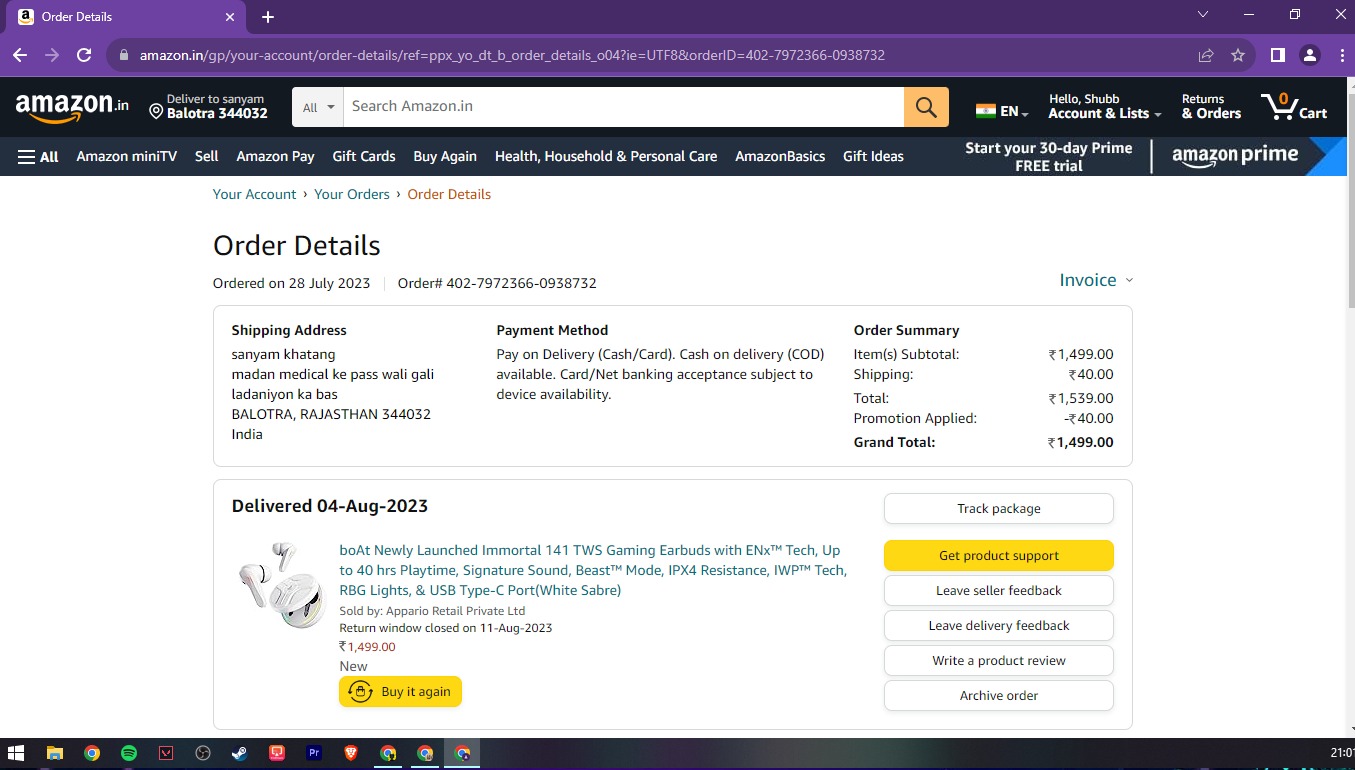 Order Details
amazon.in/gp/your-account/order-details/ref=ppx_yo_dt_b_order_details_o04?ie=UTF8&orderID=402-7972366-0938732
amazon.in
Deliver to sanyam
Balotra 344032
All
Search Amazon.in
EN
Hello, Shubb
Account & Lists
Returns
& Orders
0
Cart
All
Amazon miniTV
Sell
Amazon Pay
Gift Cards
Buy Again
Health, Household & Personal Care
AmazonBasics
Gift Ideas
Start your 30-day Prime
FREE trial
amazon prime
Your Account › Your Orders › Order Details
Order Details
Ordered on 28 July 2023
Order# 402-7972366-0938732
Invoice
Shipping Address
sanyam khatang
madan medical ke pass wali gali
ladaniyon ka bas
BALOTRA, RAJASTHAN 344032
India
Payment Method
Pay on Delivery (Cash/Card). Cash on delivery (COD)
available. Card/Net banking acceptance subject to
device availability.
Order Summary
Item(s) Subtotal: ₹1,499.00
Shipping: ₹40.00
Total: ₹1,539.00
Promotion Applied: -₹40.00
Grand Total: ₹1,499.00
Delivered 04-Aug-2023
boAt Newly Launched Immortal 141 TWS Gaming Earbuds with ENx™ Tech, Up
to 40 hrs Playtime, Signature Sound, Beast™ Mode, IPX4 Resistance, IWP™ Tech,
RBG Lights, & USB Type-C Port(White Sabre)
Sold by: Appario Retail Private Ltd
Return window closed on 11-Aug-2023
₹1,499.00
New
Buy it again
Track package
Get product support
Leave seller feedback
Leave delivery feedback
Write a product review
Archive order
Pr
21:01